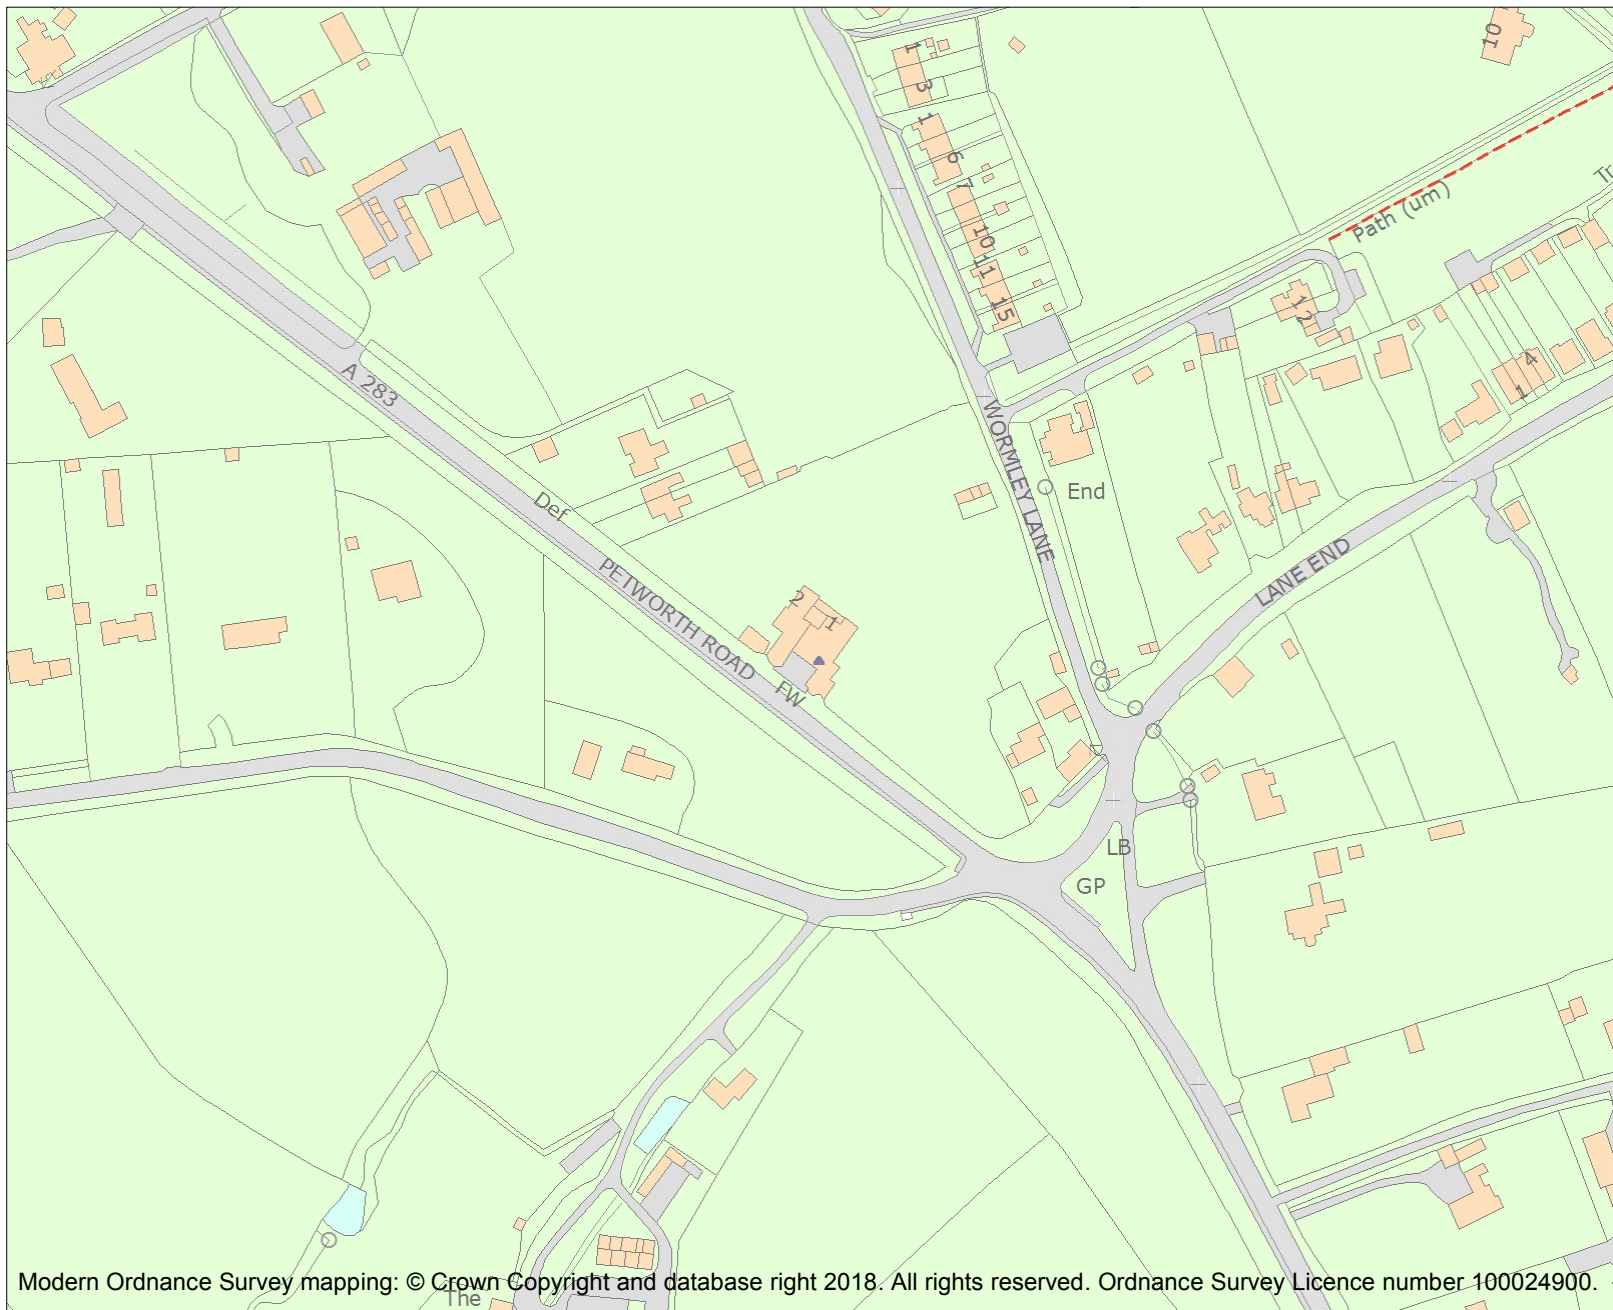 1
3
10
1
6
7
10
11
15
Path (um)
Tr
12
A 283
4
1
WORMLEY LANE
End
Def
LANE END
PETWORTH ROAD
2
1
FW
LB
GP
The
Modern Ordnance Survey mapping: © Crown Copyright and database right 2018. All rights reserved. Ordnance Survey Licence number 100024900.